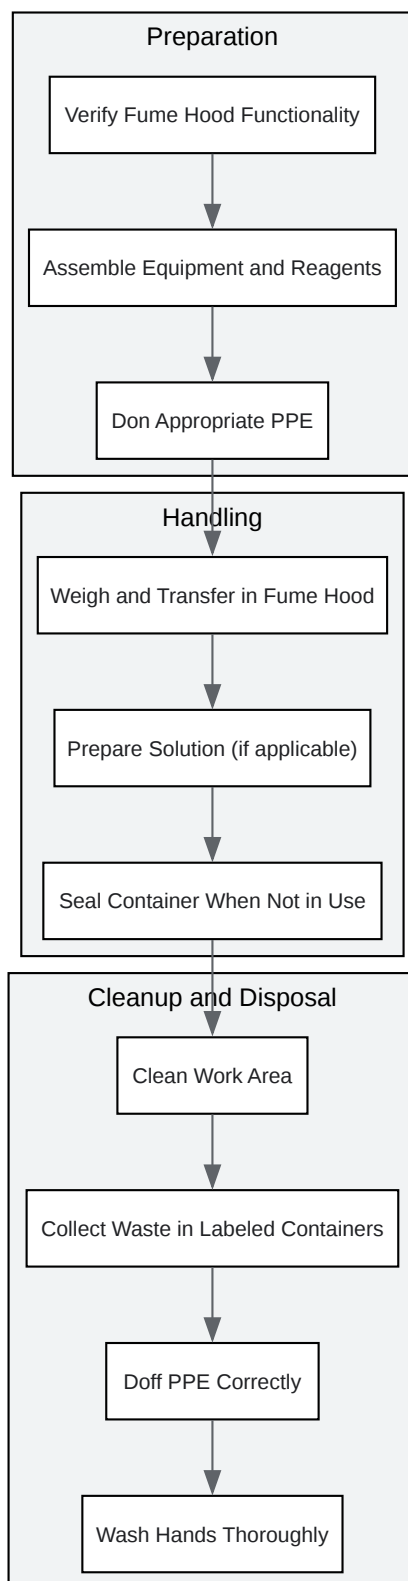 Preparation
Verify Fume Hood Functionality
Assemble Equipment and Reagents
Don Appropriate PPE
Handling
Weigh and Transfer in Fume Hood
Prepare Solution (if applicable)
Seal Container When Not in Use
Cleanup and Disposal
Clean Work Area
Collect Waste in Labeled Containers
Doff PPE Correctly
Wash Hands Thoroughly